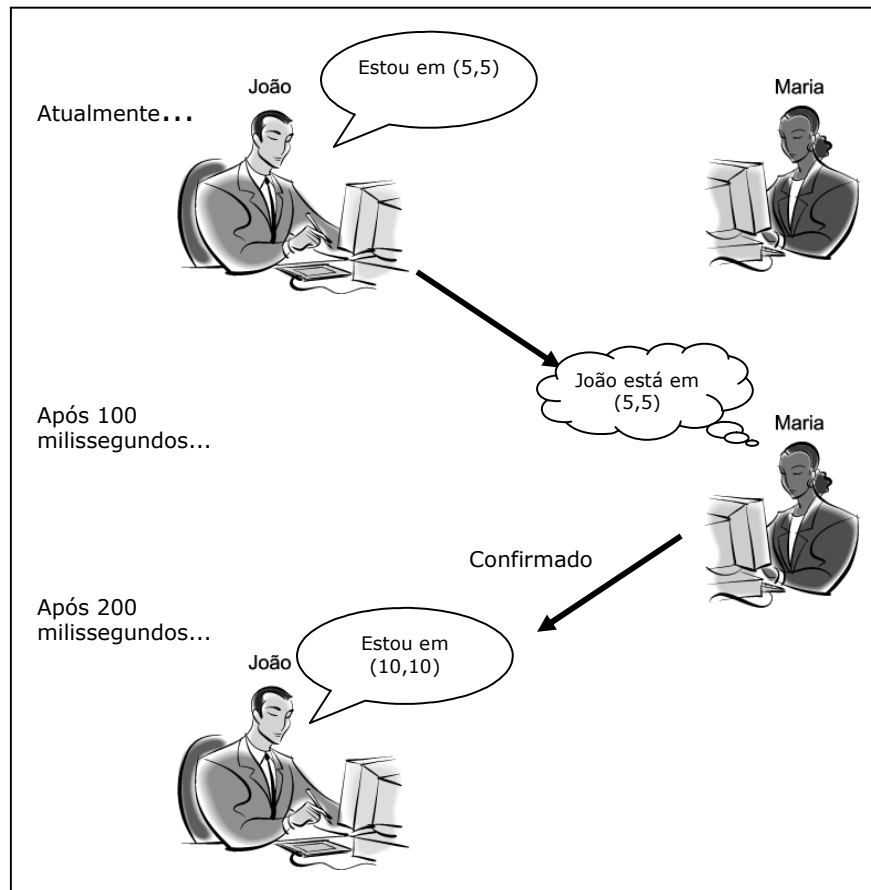 Estou em (5,5)
João
Maria
Atualmente...
João está em
(5,5)
Após 100
milissegundos...
Maria
Confirmado
Após 200
milissegundos...
Estou em
(10,10)
João